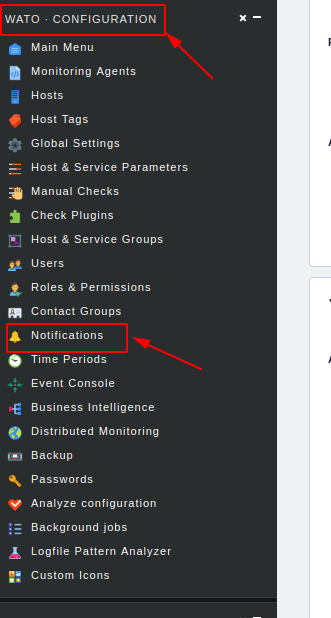 WATO · CONFIGURATION
Main Menu
Monitoring Agents
Hosts
Host Tags
Global Settings
Host & Service Parameters
Manual Checks
Check Plugins
Host & Service Groups
Users
Roles & Permissions
Contact Groups
Notifications
Time Periods
Event Console
Business Intelligence
Distributed Monitoring
Backup
Passwords
Analyze configuration
Background jobs
Logfile Pattern Analyzer
Custom Icons